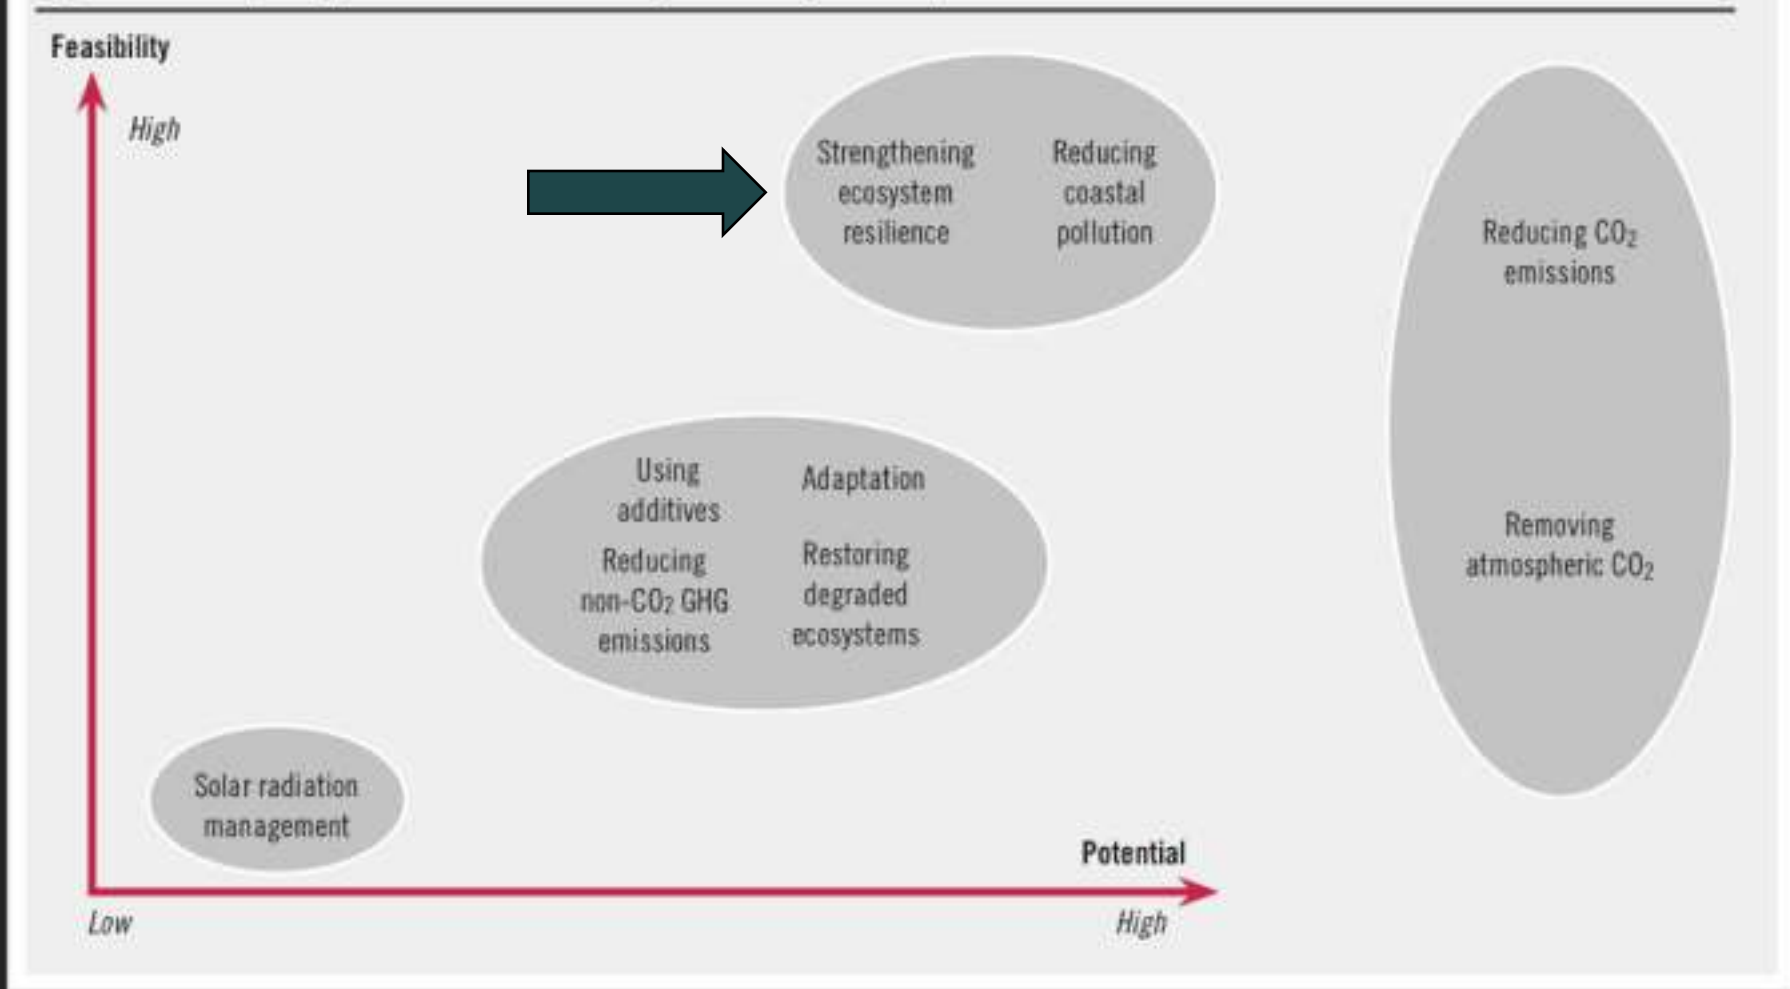 Feasibility
High
Strengthening
ecosystem
resilience
Reducing
coastal
pollution
Reducing CO₂
emissions
Using
additives
Adaptation
Reducing
non-CO₂ GHG
emissions
Restoring
degraded
ecosystems
Removing
atmospheric CO₂
Solar radiation
management
Potential
Low
High